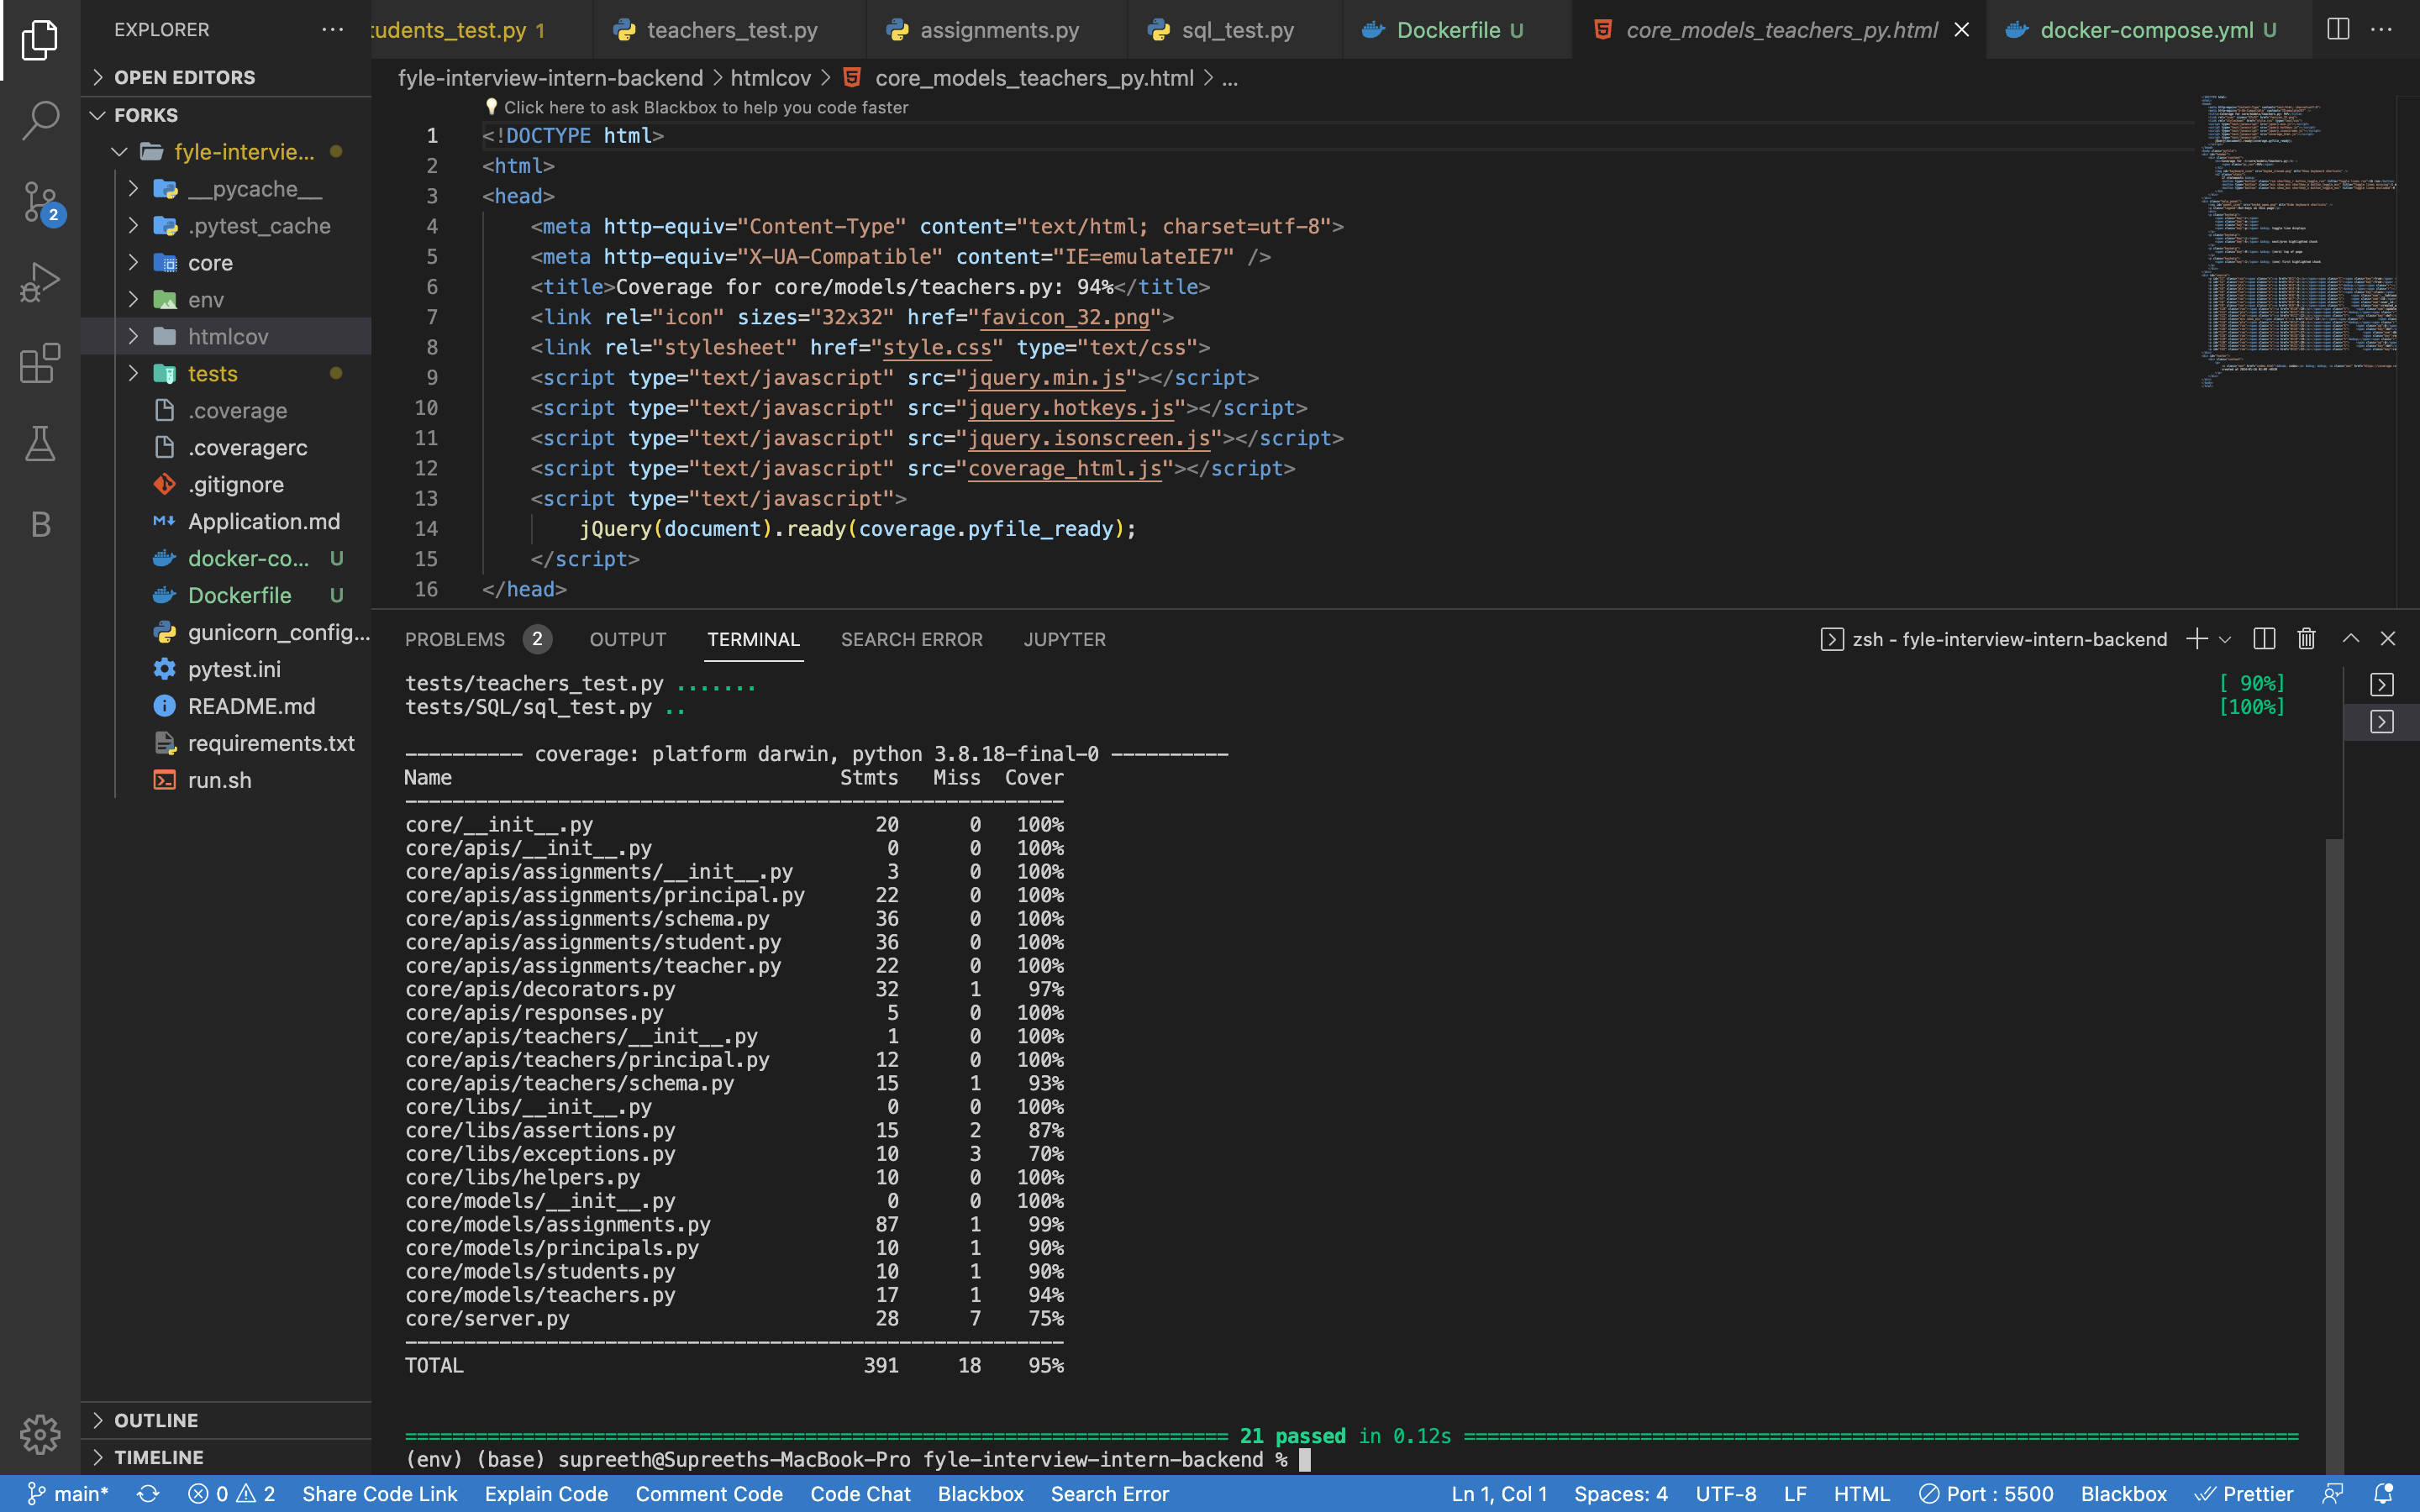 EXPLORER
OPEN EDITORS
FORKS
fyle-intervie...
__pycache__
.pytest_cache
core
env
htmlcov
tests
.coverage
.coveragerc
.gitignore
Application.md
docker-co... U
Dockerfile U
gunicorn_config...
pytest.ini
README.md
requirements.txt
run.sh
OUTLINE
TIMELINE
2
B
tudents_test.py 1
teachers_test.py
assignments.py
sql_test.py
Dockerfile U
core_models_teachers_py.html
docker-compose.yml U
fyle-interview-intern-backend > htmlcov > core_models_teachers_py.html > ...
Click here to ask Blackbox to help you code faster
1 <!DOCTYPE html>
2 <html>
3 <head>
4 <meta http-equiv="Content-Type" content="text/html; charset=utf-8">
5 <meta http-equiv="X-UA-Compatible" content="IE=emulateIE7" />
6 <title>Coverage for core/models/teachers.py: 94%</title>
7 <link rel="icon" sizes="32x32" href="favicon_32.png">
8 <link rel="stylesheet" href="style.css" type="text/css">
9 <script type="text/javascript" src="jquery.min.js"></script>
10 <script type="text/javascript" src="jquery.hotkeys.js"></script>
11 <script type="text/javascript" src="jquery.isonscreen.js"></script>
12 <script type="text/javascript" src="coverage_html.js"></script>
13 <script type="text/javascript">
14 jQuery(document).ready(coverage.pyfile_ready);
15 </script>
16 </head>
PROBLEMS 2 OUTPUT TERMINAL SEARCH ERROR JUPYTER
zsh - fyle-interview-intern-backend
tests/teachers_test.py ....... [ 90%]
tests/SQL/sql_test.py .. [100%]
---------- coverage: platform darwin, python 3.8.18-final-0 ----------
Name Stmts Miss Cover
--------------------------------------------------------
core/__init__.py 20 0 100%
core/apis/__init__.py 0 0 100%
core/apis/assignments/__init__.py 3 0 100%
core/apis/assignments/principal.py 22 0 100%
core/apis/assignments/schema.py 36 0 100%
core/apis/assignments/student.py 36 0 100%
core/apis/assignments/teacher.py 22 0 100%
core/apis/decorators.py 32 1 97%
core/apis/responses.py 5 0 100%
core/apis/teachers/__init__.py 1 0 100%
core/apis/teachers/principal.py 12 0 100%
core/apis/teachers/schema.py 15 1 93%
core/libs/__init__.py 0 0 100%
core/libs/assertions.py 15 2 87%
core/libs/exceptions.py 10 3 70%
core/libs/helpers.py 10 0 100%
core/models/__init__.py 0 0 100%
core/models/assignments.py 87 1 99%
core/models/principals.py 10 1 90%
core/models/students.py 10 1 90%
core/models/teachers.py 17 1 94%
core/server.py 28 7 75%
--------------------------------------------------------
TOTAL 391 18 95%
====== 21 passed in 0.12s ======
(env) (base) supreeth@Supreeths-MacBook-Pro fyle-interview-intern-backend %
main* 0 2 Share Code Link Explain Code Comment Code Code Chat Blackbox Search Error Ln 1, Col 1 Spaces: 4 UTF-8 LF HTML Port : 5500 Blackbox Prettier